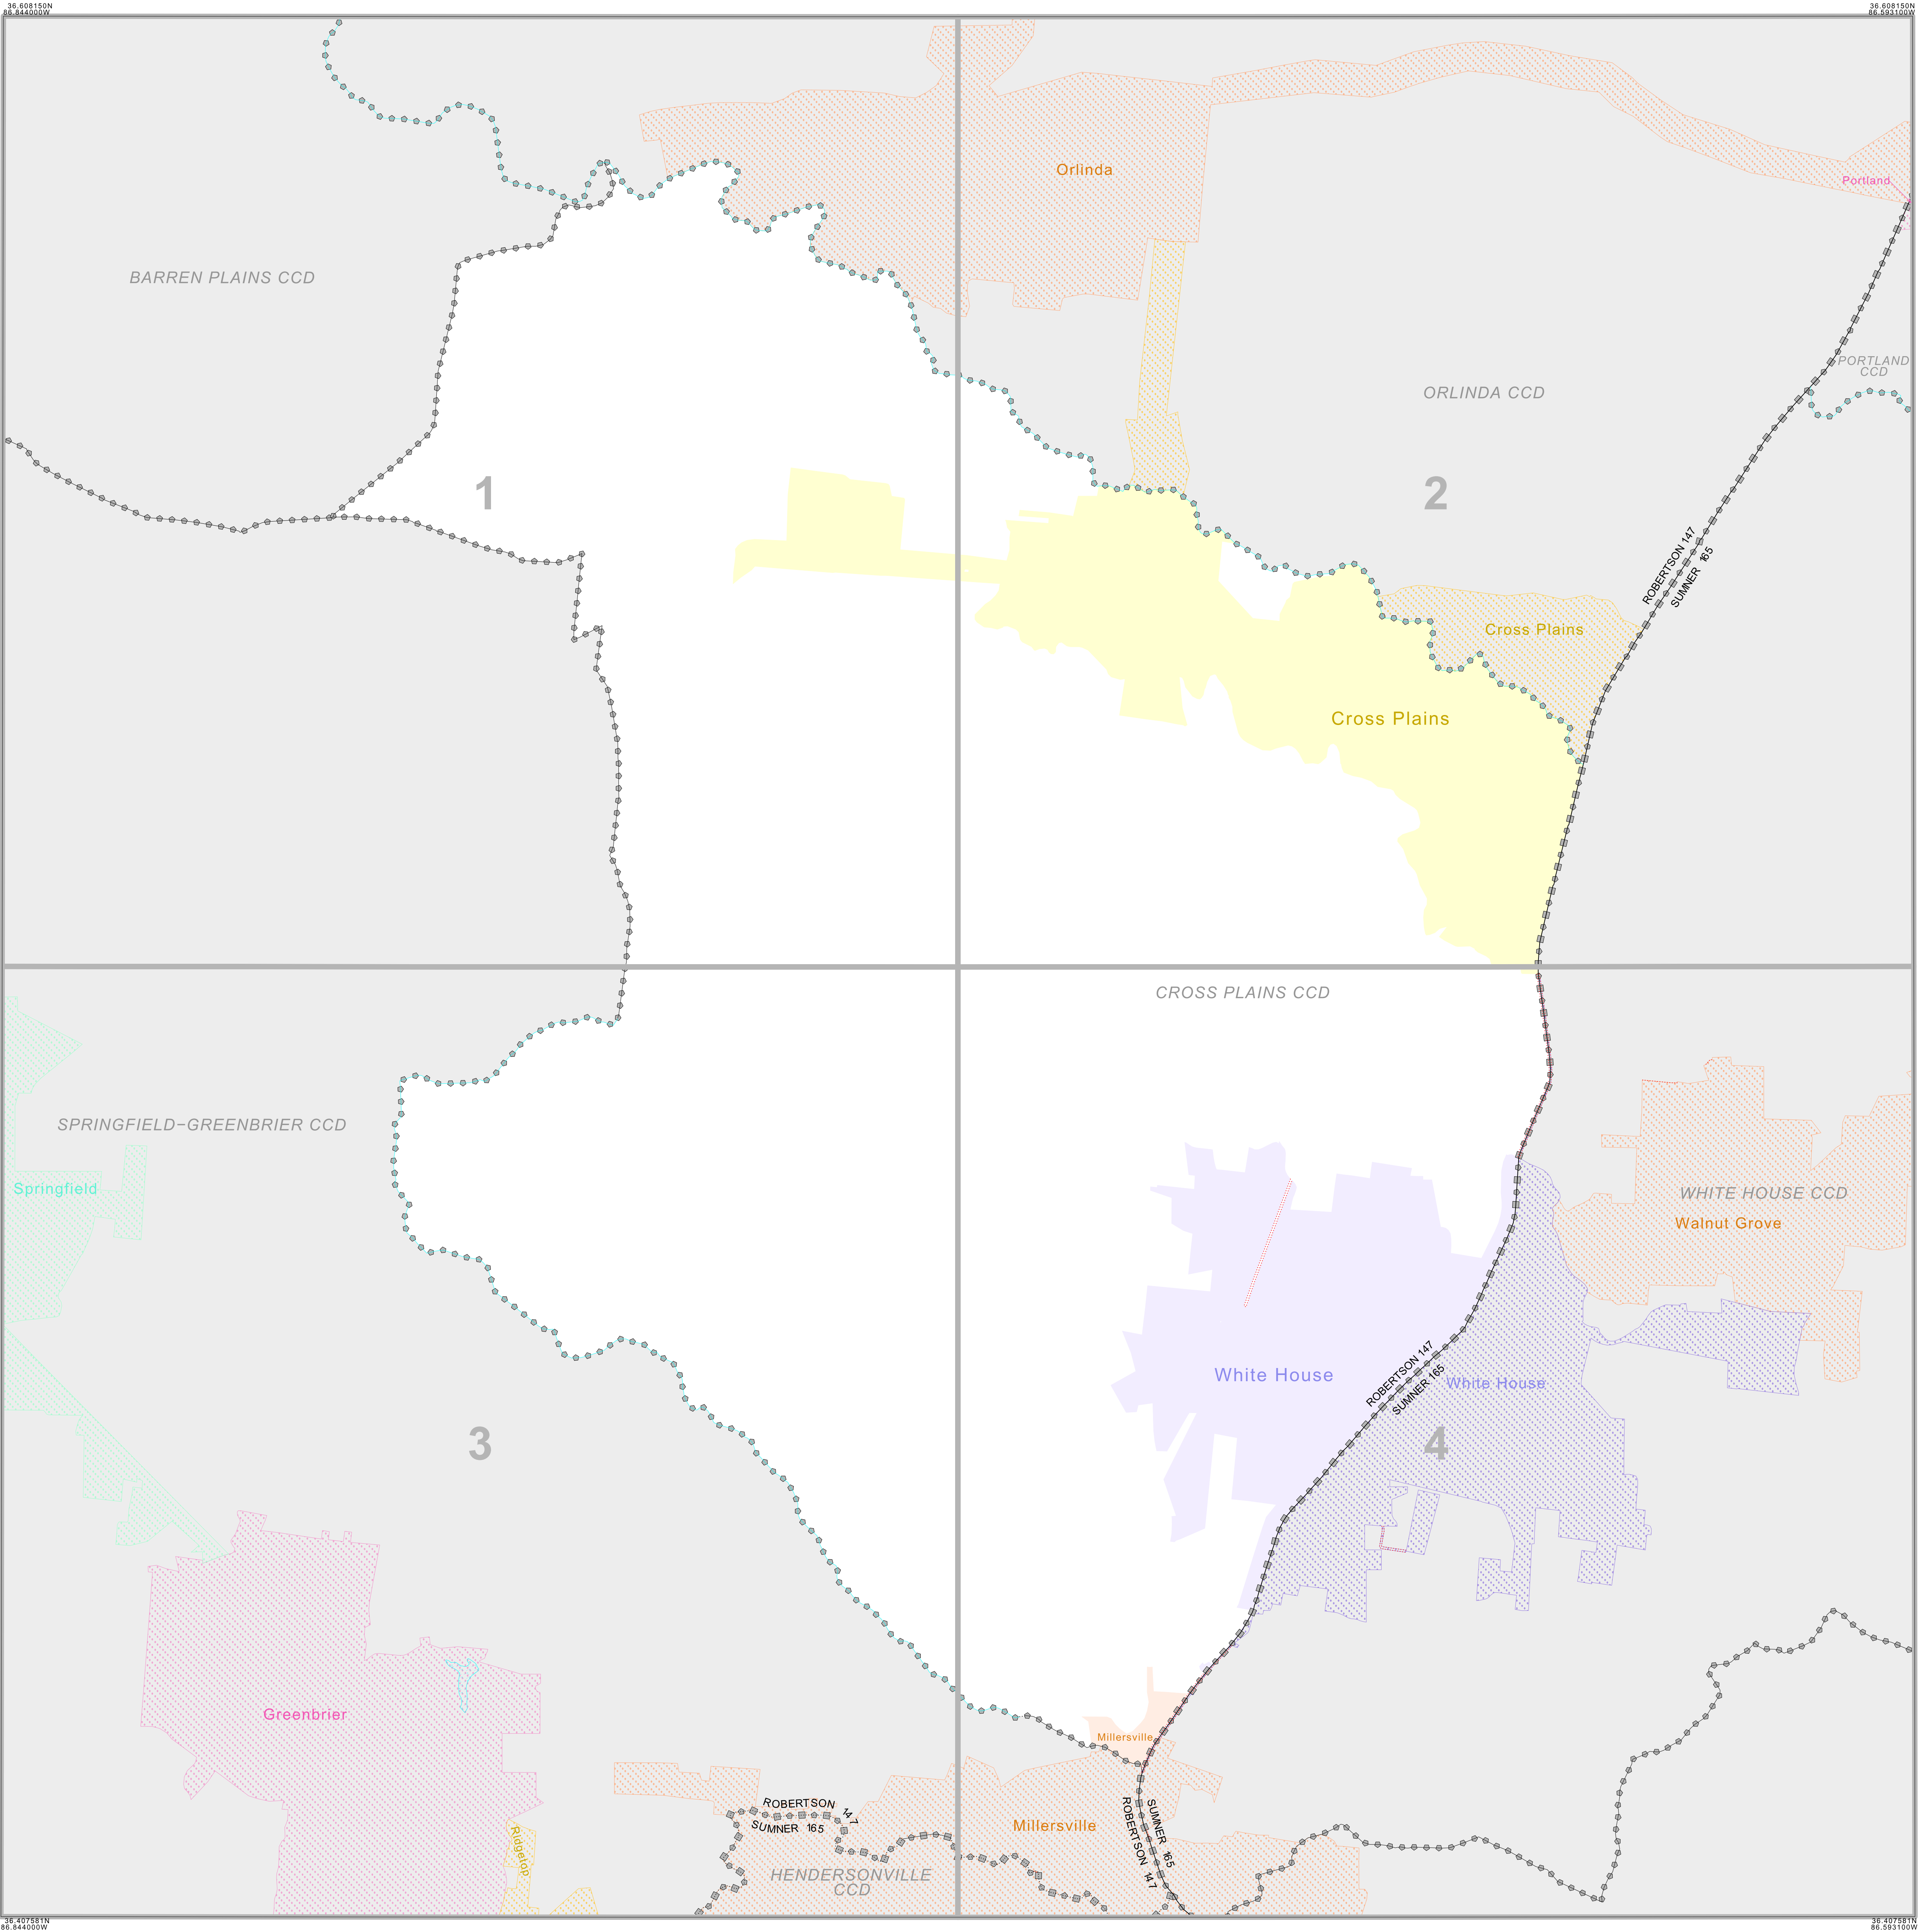 36.608150N
86.844000W
36.608150N
86.593100W
Orlinda
Portland
BARREN PLAINS CCD
PORTLAND
CCD
ORLINDA CCD
1
2
ROBERTSON 147
SUMNER 165
Cross Plains
Cross Plains
CROSS PLAINS CCD
SPRINGFIELD-GREENBRIER CCD
Springfield
WHITE HOUSE CCD
Walnut Grove
White House
ROBERTSON 147
SUMNER 165
White House
3
4
Greenbrier
Millersville
ROBERTSON 147
SUMNER 165
Millersville
SUMNER 165
ROBERTSON 147
Ridgetop
HENDERSONVILLE
CCD
36.407581N
86.844000W
36.407581N
86.593100W